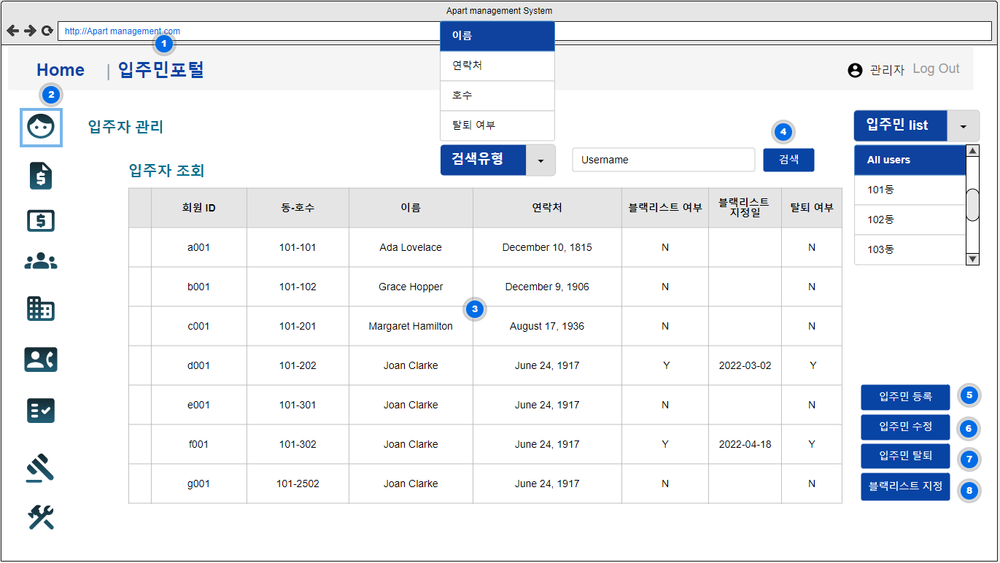 Apart management System
http://Apart management.com
1
Home | 입주민포털
관리자 Log Out
2
이름
연락처
호수
탈퇴 여부
입주자 관리
4
입주민 list
All users
101동
102동
103동
입주자 조회
검색유형
Username
검색
회원 ID 동-호수 이름 연락처 블랙리스트 여부 블랙리스트 지정일 탈퇴 여부
a001 101-101 Ada Lovelace December 10, 1815 N N
b001 101-102 Grace Hopper December 9, 1906 N N
3
c001 101-201 Margaret Hamilton August 17, 1936 N N
d001 101-202 Joan Clarke June 24, 1917 Y 2022-03-02 Y
e001 101-301 Joan Clarke June 24, 1917 N N
f001 101-302 Joan Clarke June 24, 1917 Y 2022-04-18 Y
g001 101-2502 Joan Clarke June 24, 1917 N N
입주민 등록 5
입주민 수정 6
입주민 탈퇴 7
블랙리스트 지정 8